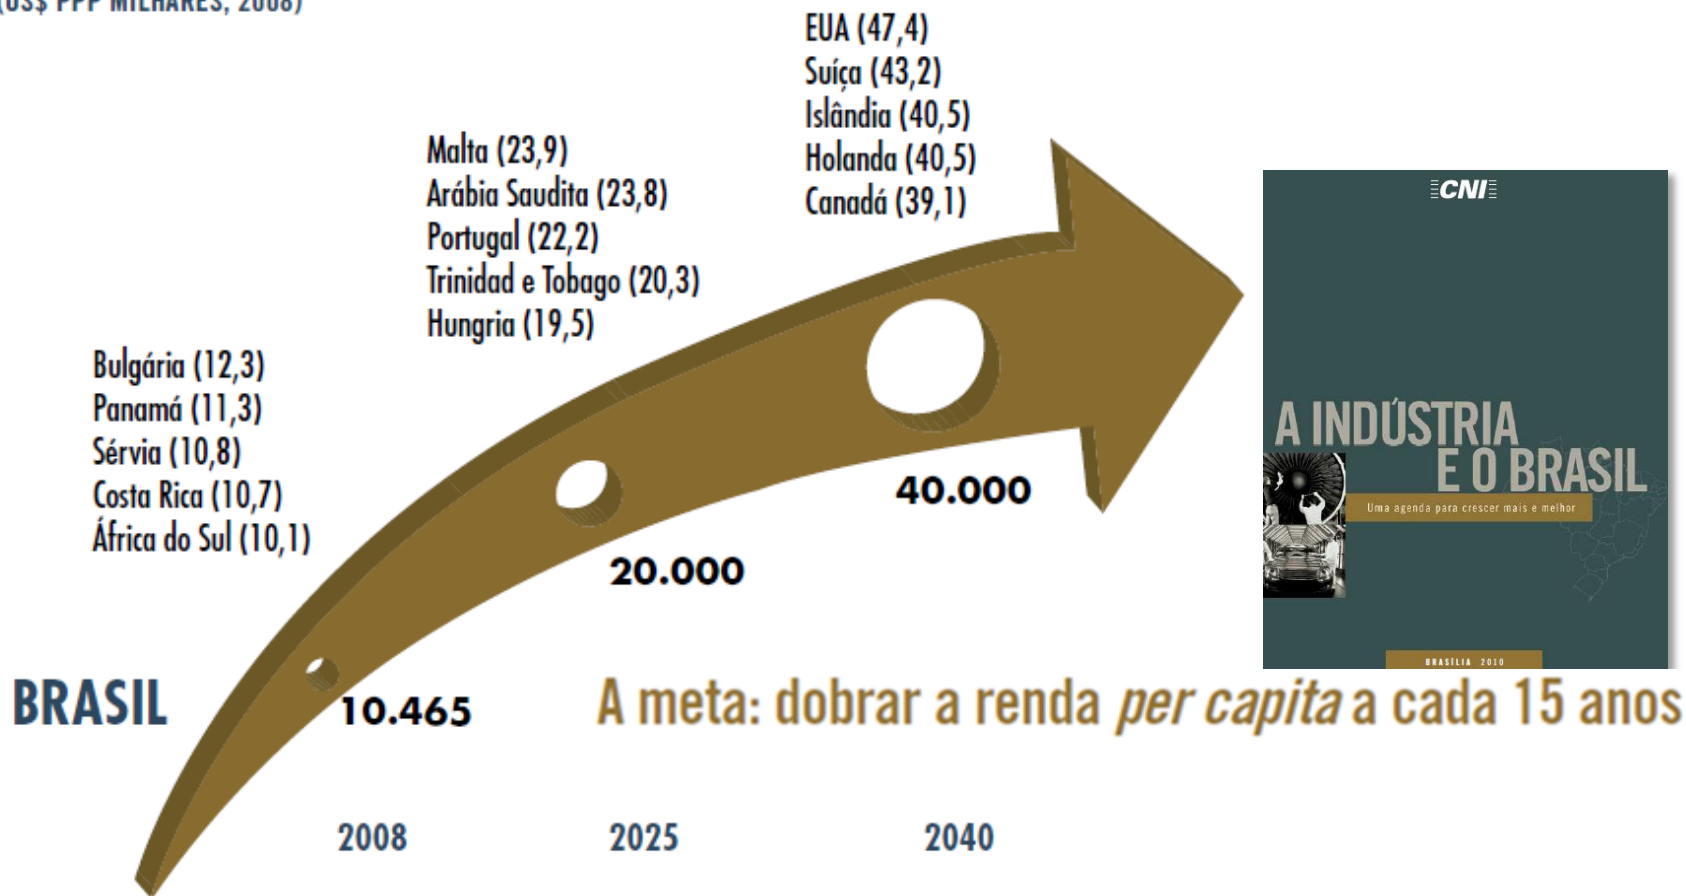 (US$ PPP MILHARES, 2008)
EUA (47,4)
Suíça (43,2)
Islândia (40,5)
Holanda (40,5)
Canadá (39,1)
Malta (23,9)
Arábia Saudita (23,8)
Portugal (22,2)
Trinidad e Tobago (20,3)
Hungria (19,5)
Bulgária (12,3)
Panamá (11,3)
Sérvia (10,8)
Costa Rica (10,7)
África do Sul (10,1)
CNI
A INDÚSTRIA
E O BRASIL
Uma agenda para crescer mais e melhor
BRASÍLIA 2010
40.000
20.000
BRASIL
10.465
A meta: dobrar a renda per capita a cada 15 anos
2008
2025
2040